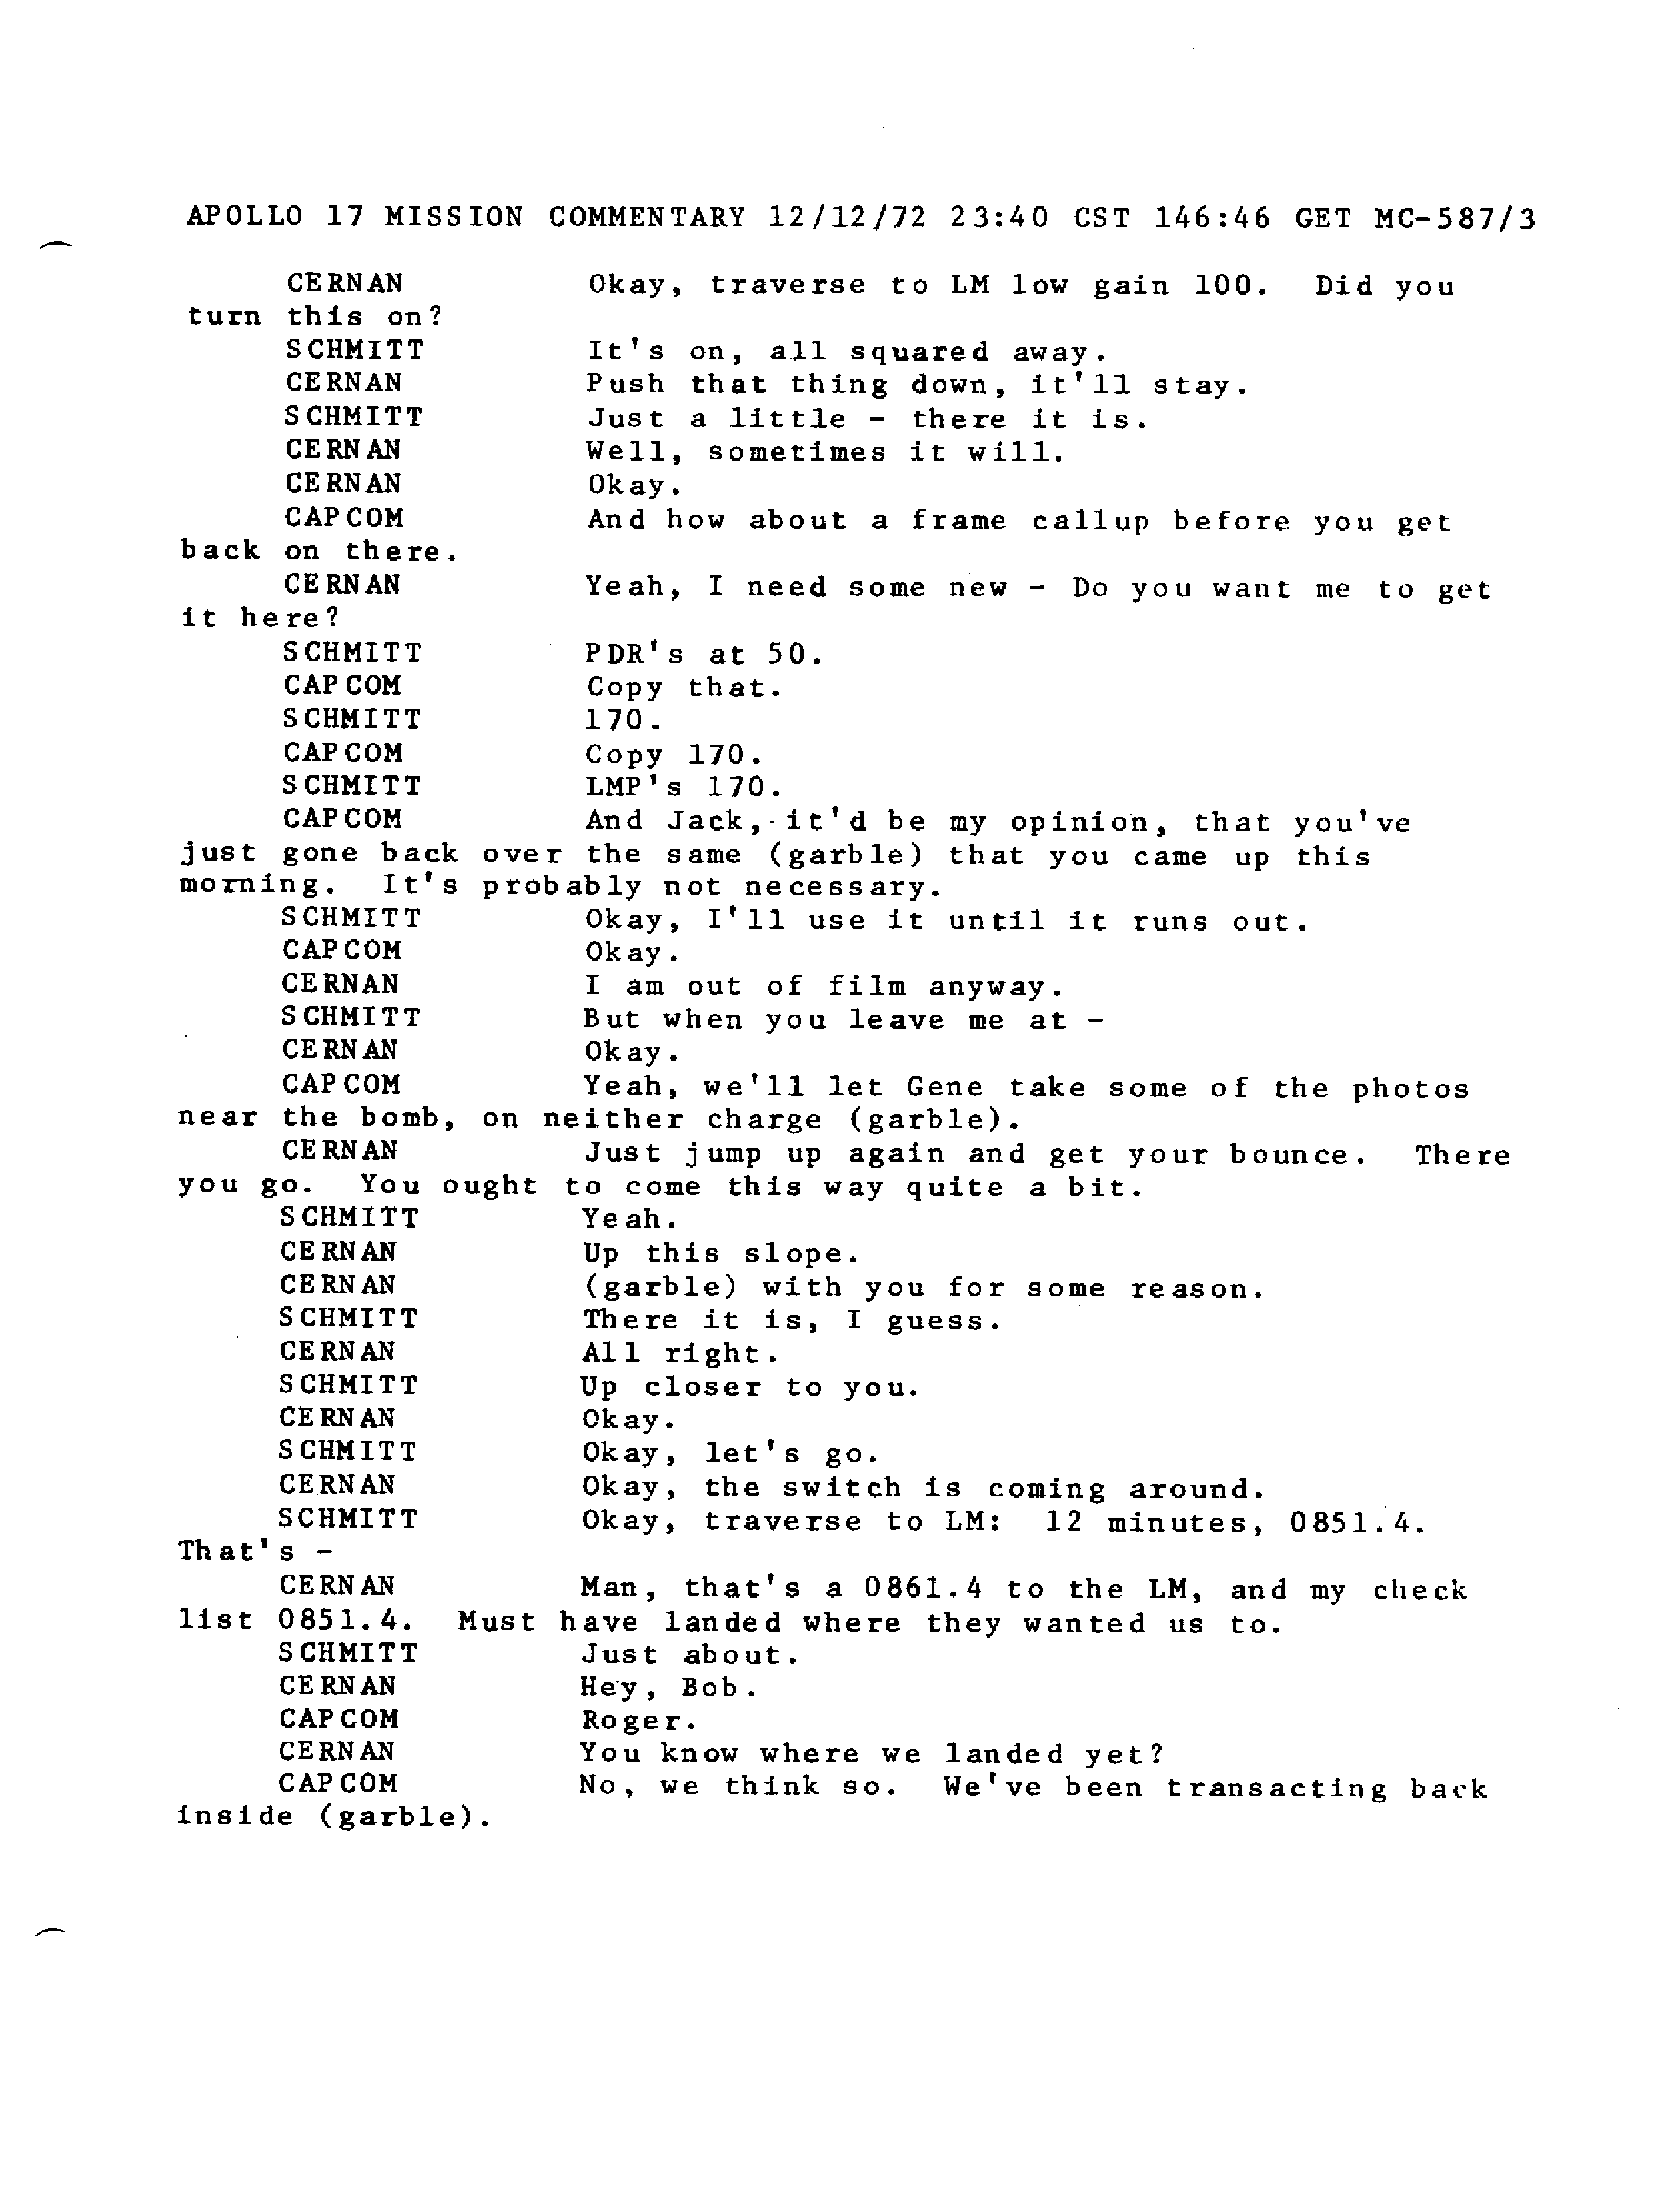 APOLLO 17 MISSION COMMENTARY 12/12/72 23:40 CST 146:46 GET MC-587/3
CERNAN Okay, traverse to LM low gain 100. Did you
turn this on?
SCHMITT It's on, all squared away.
CERNAN Push that thing down, it'll stay.
SCHMITT Just a little - there it is.
CERNAN Well, sometimes it will.
CERNAN Okay.
CAPCOM And how about a frame callup before you get
back on there.
CERNAN Yeah, I need some new - Do you want me to get
it here?
SCHMITT PDR's at 50.
CAPCOM Copy that.
SCHMITT 170.
CAPCOM Copy 170.
SCHMITT LMP's 170.
CAPCOM And Jack, it'd be my opinion, that you've
just gone back over the same (garble) that you came up this
morning. It's probably not necessary.
SCHMITT Okay, I'll use it until it runs out.
CAPCOM Okay.
CERNAN I am out of film anyway.
SCHMITT But when you leave me at -
CERNAN Okay.
CAPCOM Yeah, we'll let Gene take some of the photos
near the bomb, on neither charge (garble).
CERNAN Just jump up again and get your bounce. There
you go. You ought to come this way quite a bit.
SCHMITT Yeah.
CERNAN Up this slope.
CERNAN (garble) with you for some reason.
SCHMITT There it is, I guess.
CERNAN All right.
SCHMITT Up closer to you.
CERNAN Okay.
SCHMITT Okay, let's go.
CERNAN Okay, the switch is coming around.
SCHMITT Okay, traverse to LM: 12 minutes, 0851.4.
That's -
CERNAN Man, that's a 0861.4 to the LM, and my check
list 0851.4. Must have landed where they wanted us to.
SCHMITT Just about.
CERNAN Hey, Bob.
CAPCOM Roger.
CERNAN You know where we landed yet?
CAPCOM No, we think so. We've been transacting back
inside (garble).